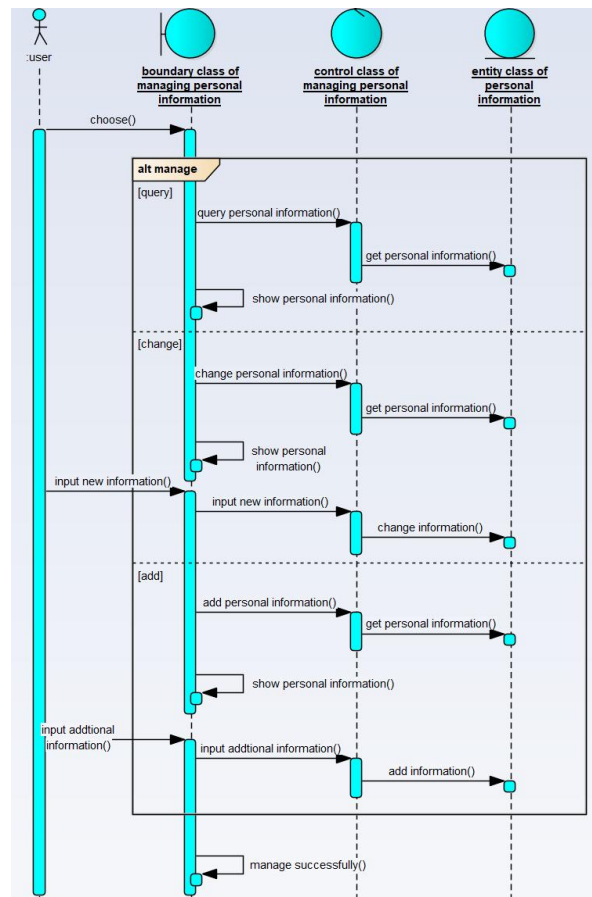 :user
boundary class of
managing personal
information
control class of
managing personal
information
entity class of
personal
information
choose()
alt manage
[query]
query personal information()
get personal information()
show personal information()
[change]
change personal information()
get personal information()
show personal
information()
input new information()
input new information()
change information()
[add]
add personal information()
get personal information()
show personal information()
input addtional
information()
input addtional information()
add information()
manage successfully()